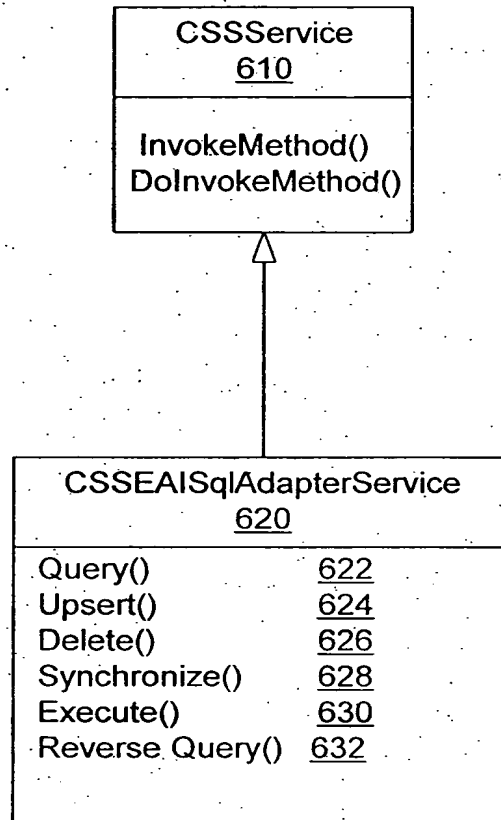 CSSService
610
InvokeMethod()
DoInvokeMethod()
CSSEAISqlAdapterService
620
Query() 622
Upsert() 624
Delete() 626
Synchronize() 628
Execute() 630
Reverse Query() 632